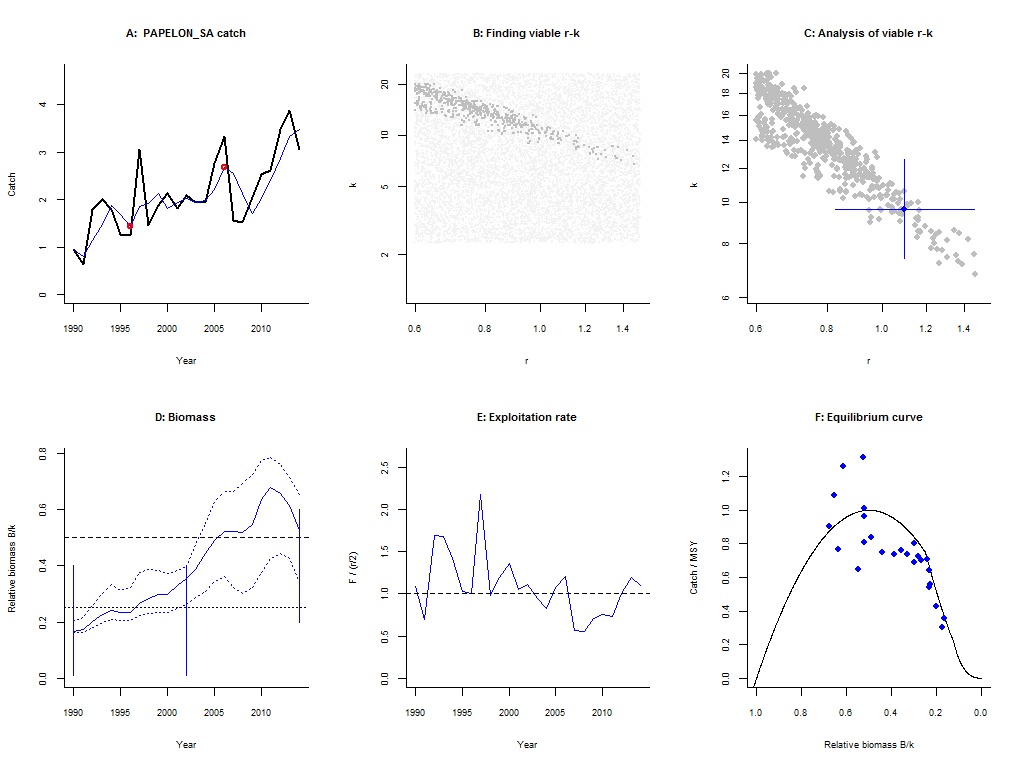 A: PAPELON_SA catch
Catch
4
3
2
1
0
1990 1995 2000 2005 2010
Year
B: Finding viable r-k
k
20
10
5
2
0.6 0.8 1.0 1.2 1.4
r
C: Analysis of viable r-k
k
20
18
16
14
12
10
8
6
0.6 0.8 1.0 1.2 1.4
r
D: Biomass
Relative biomass B/k
0.8
0.6
0.4
0.2
0.0
1990 1995 2000 2005 2010
Year
E: Exploitation rate
F / (r/2)
2.5
2.0
1.5
1.0
0.5
0.0
1990 1995 2000 2005 2010
Year
F: Equilibrium curve
Catch / MSY
1.2
1.0
0.8
0.6
0.4
0.2
0.0
1.0 0.8 0.6 0.4 0.2 0.0
Relative biomass B/k